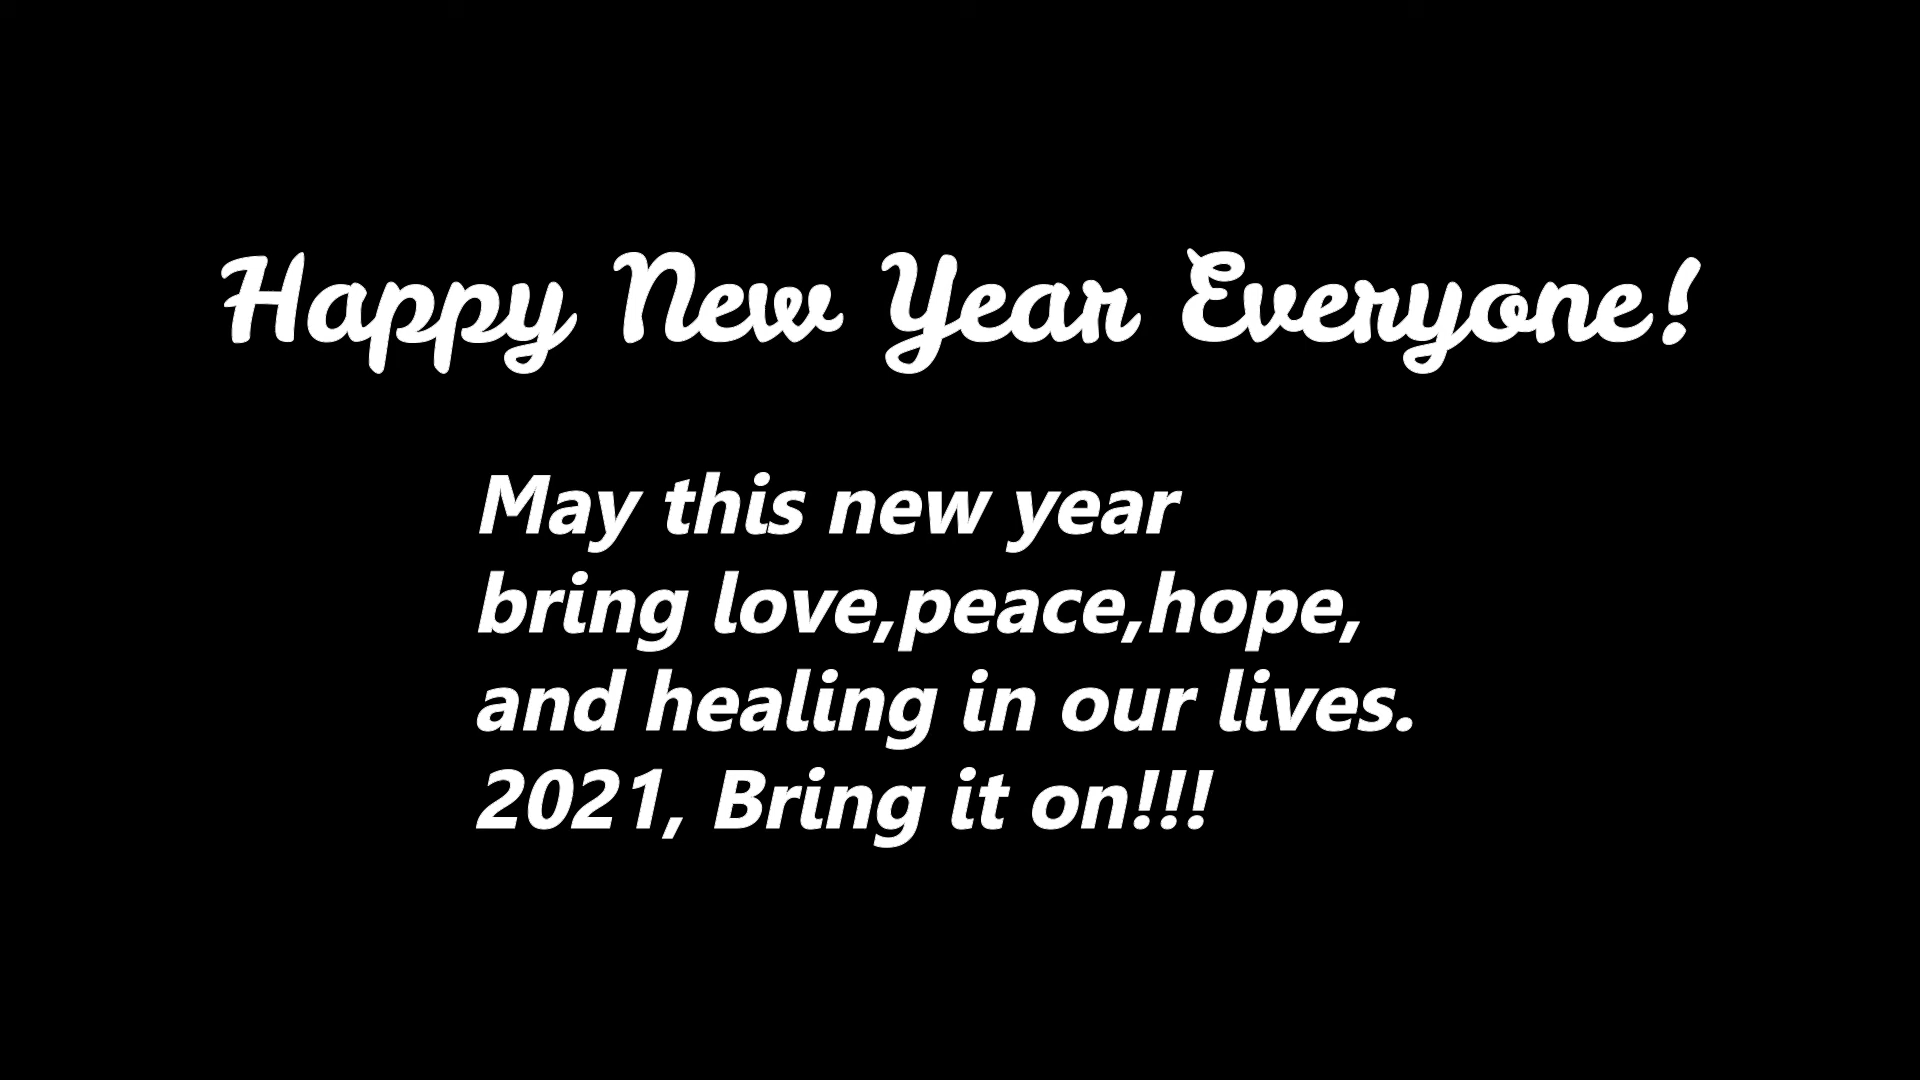 Happy New Year Everyone!
May this new year
bring love,peace,hope,
and healing in our lives.
2021, Bring it on!!!